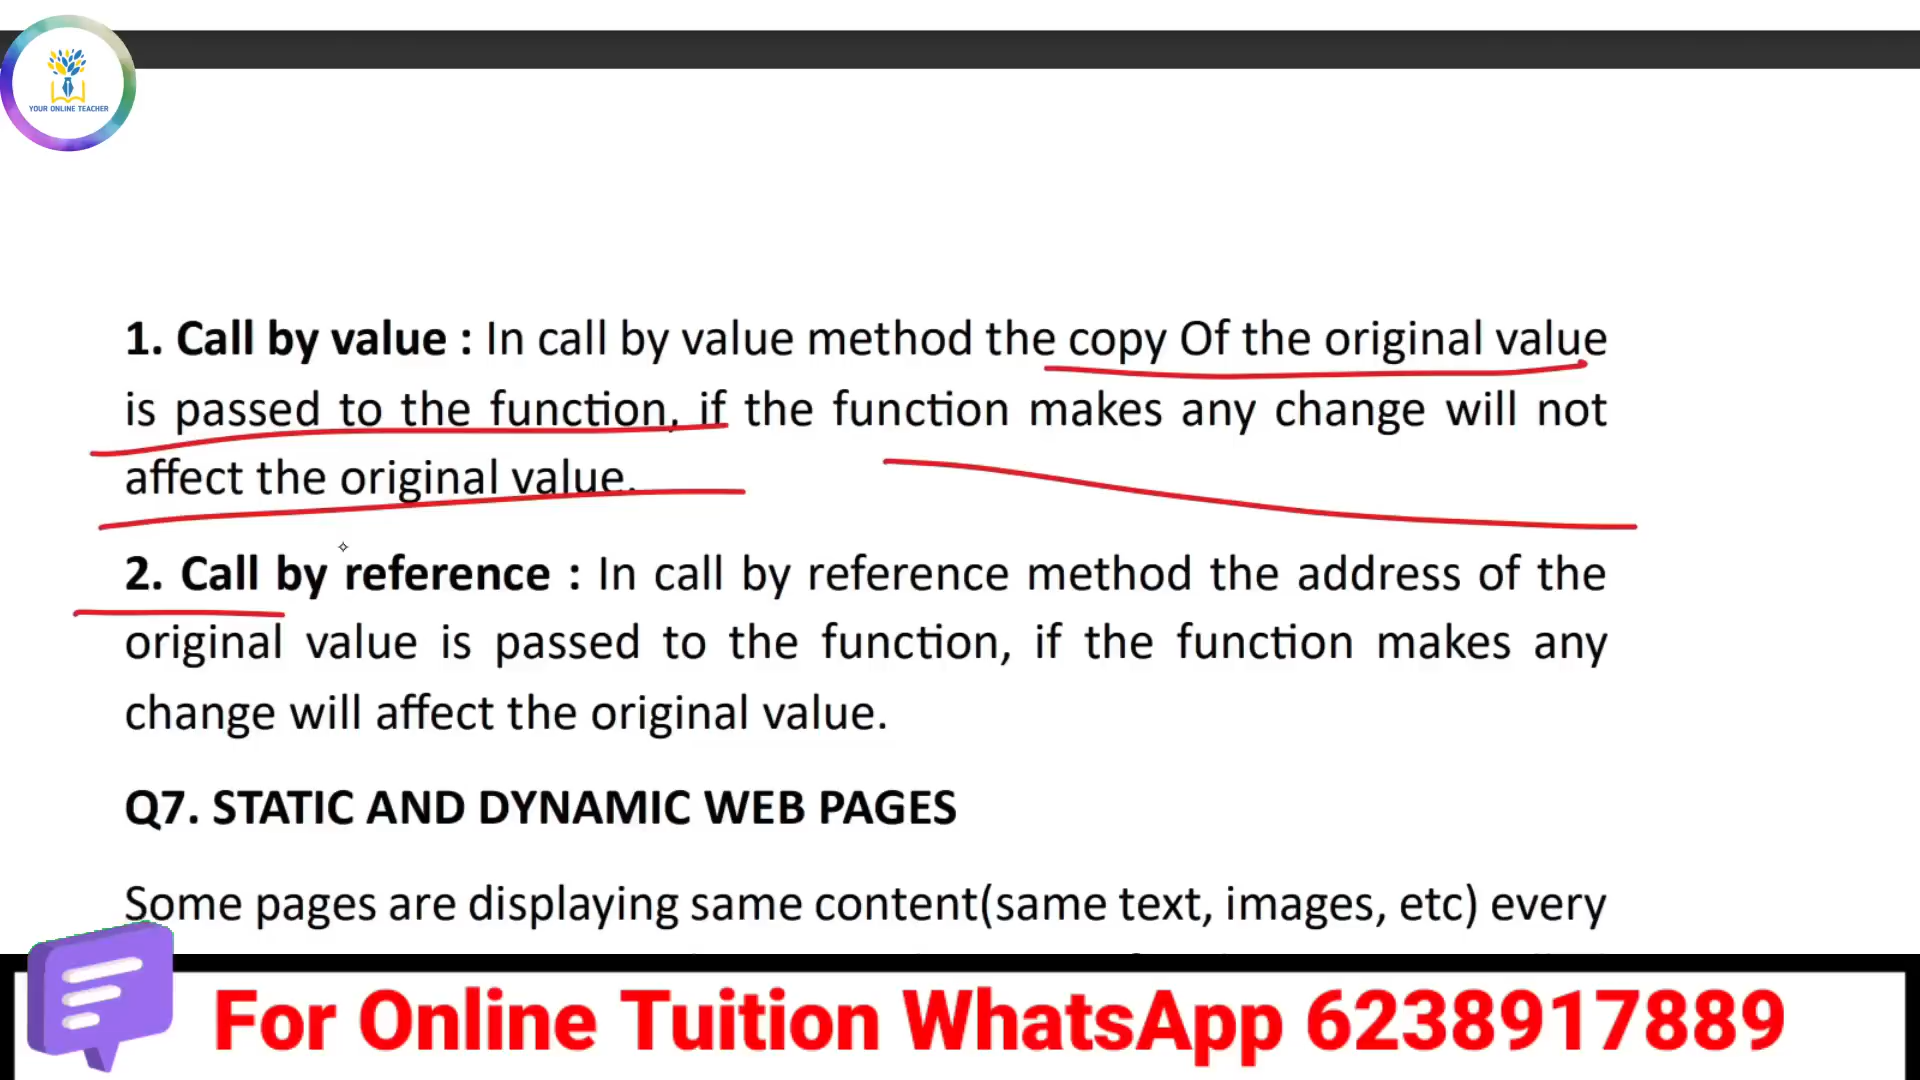 YOUR ONLINE TEACHER
1. Call by value : In call by value method the copy Of the original value
is passed to the function, if the function makes any change will not
affect the original value.
2. Call by reference : In call by reference method the address of the
original value is passed to the function, if the function makes any
change will affect the original value.
Q7. STATIC AND DYNAMIC WEB PAGES
Some pages are displaying same content(same text, images, etc) every
For Online Tuition WhatsApp 6238917889